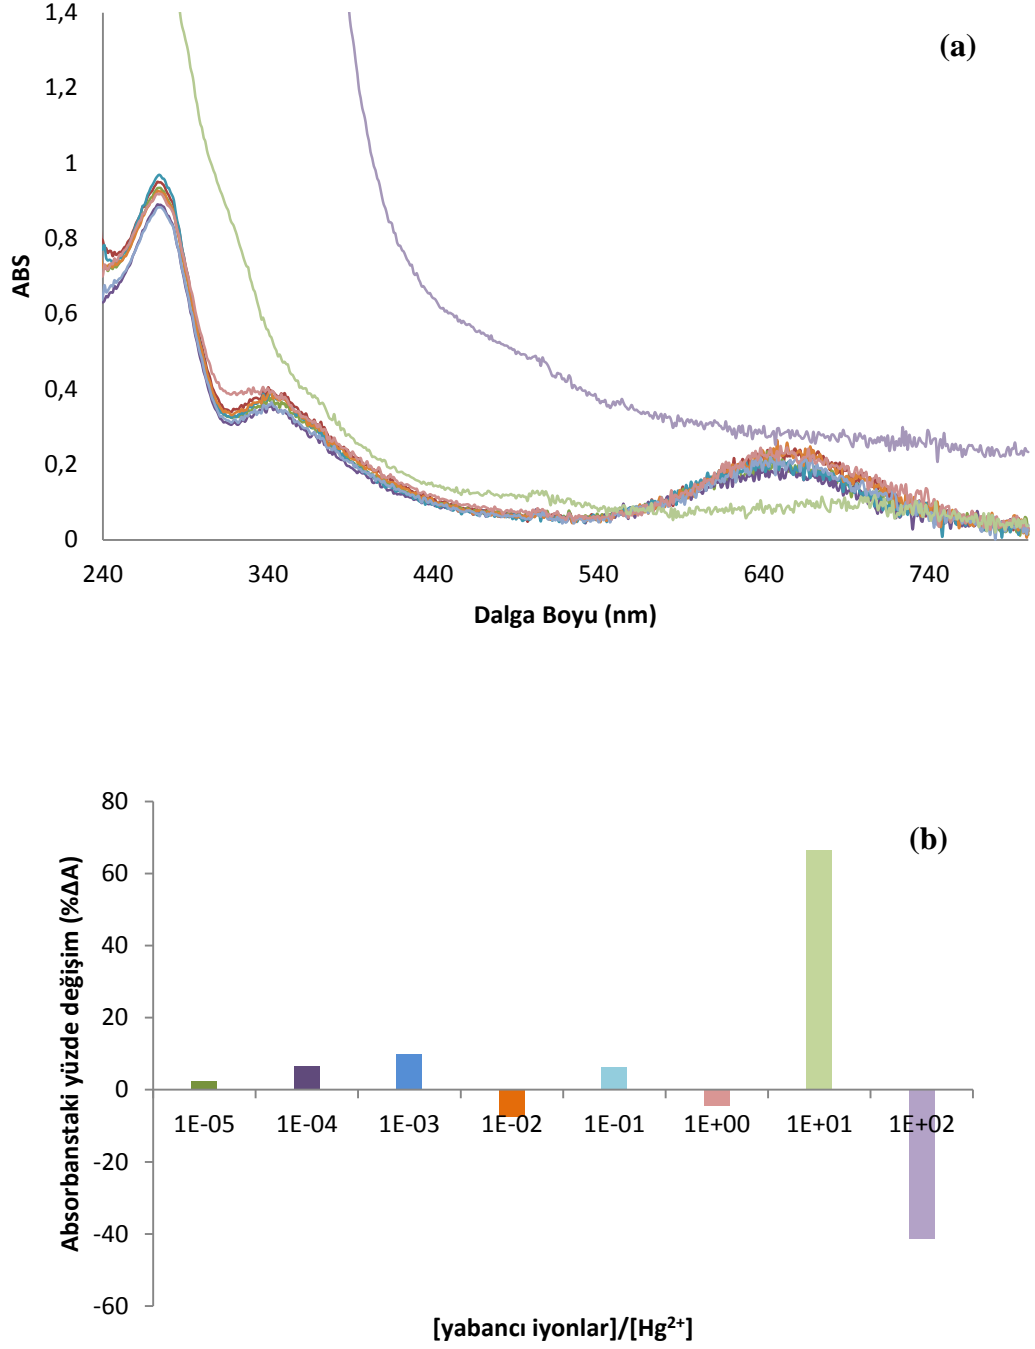 (a)
1,4
1,2
1
0,8
0,6
0,4
0,2
0
ABS
240 340 440 540 640 740
Dalga Boyu (nm)
(b)
80
60
40
20
0
-20
-40
-60
Absorbanstaki yüzde değişim (%ΔA)
1E-05 1E-04 1E-03 1E-02 1E-01 1E+00 1E+01 1E+02
[yabancı iyonlar]/[Hg²⁺]